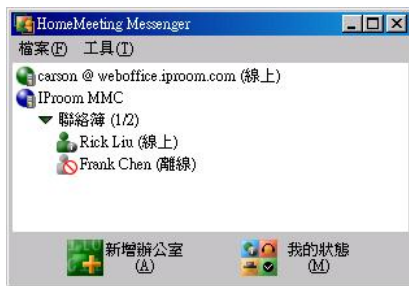 HomeMeeting Messenger
檔案(F) 工具(T)
carson @ weboffice.iproom.com (線上)
IProom MMC
聯絡簿 (1/2)
Rick Liu (線上)
Frank Chen (離線)
新增辦公室
(A)
我的狀態
(M)